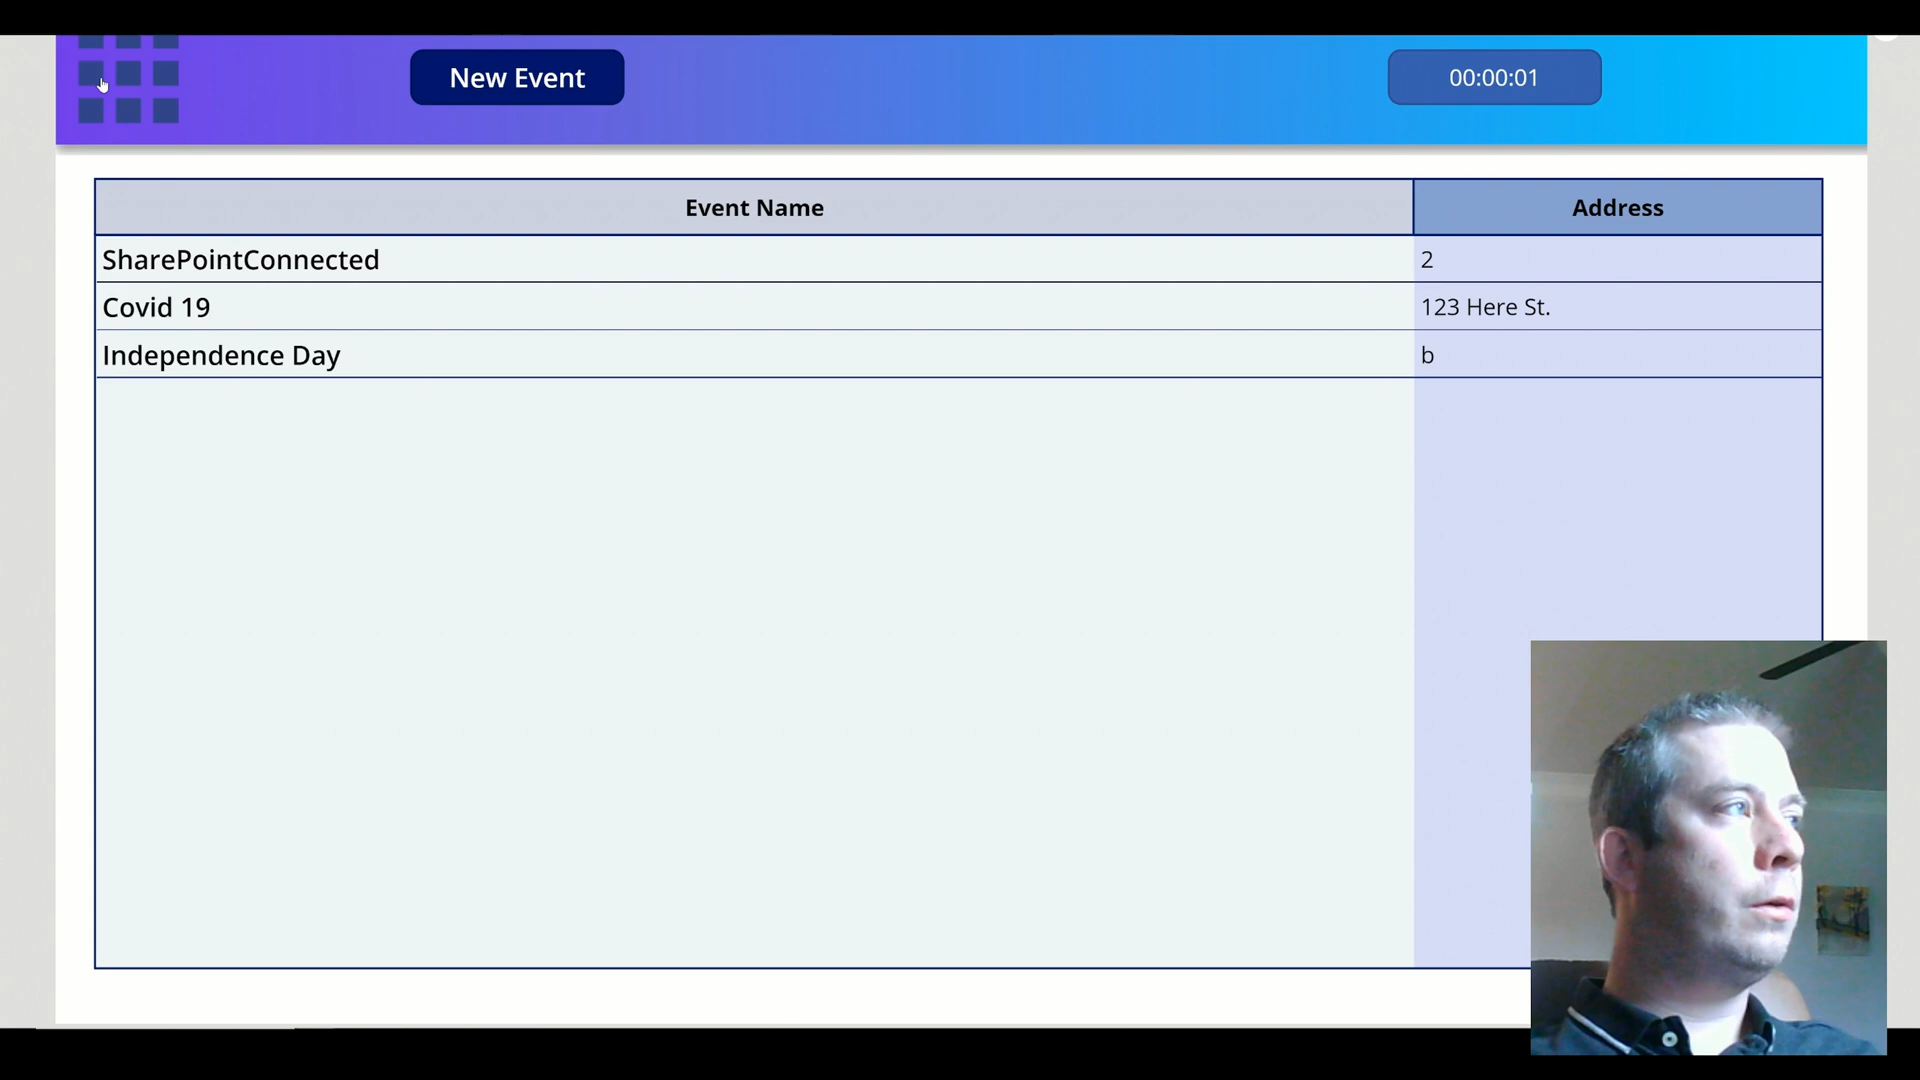 New Event
00:00:01
Event Name
Address
SharePointConnected
2
Covid 19
123 Here St.
Independence Day
b